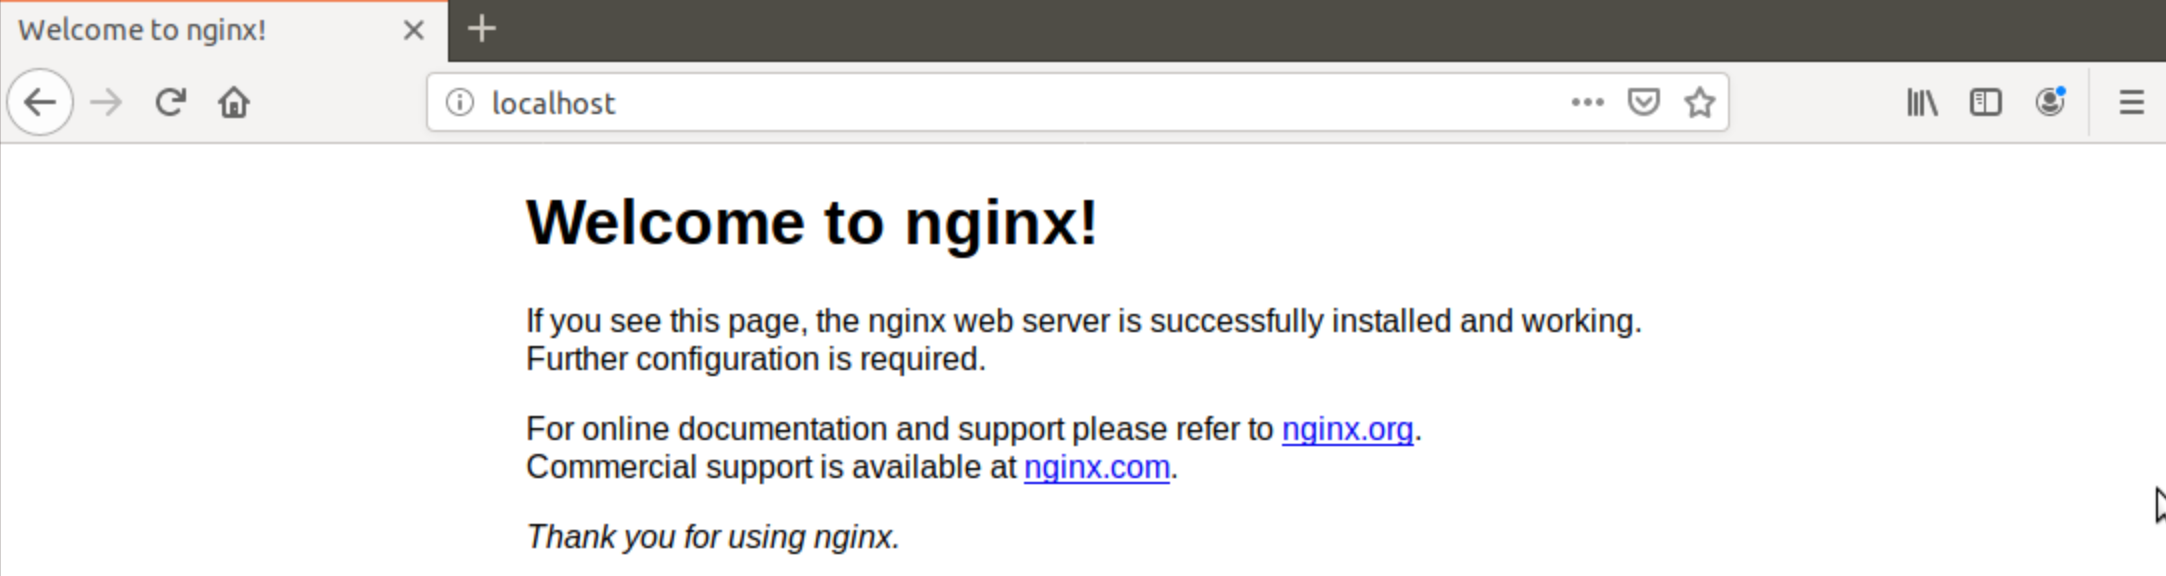 Welcome to nginx!
localhost
Welcome to nginx!
If you see this page, the nginx web server is successfully installed and working.
Further configuration is required.
For online documentation and support please refer to nginx.org.
Commercial support is available at nginx.com.
Thank you for using nginx.